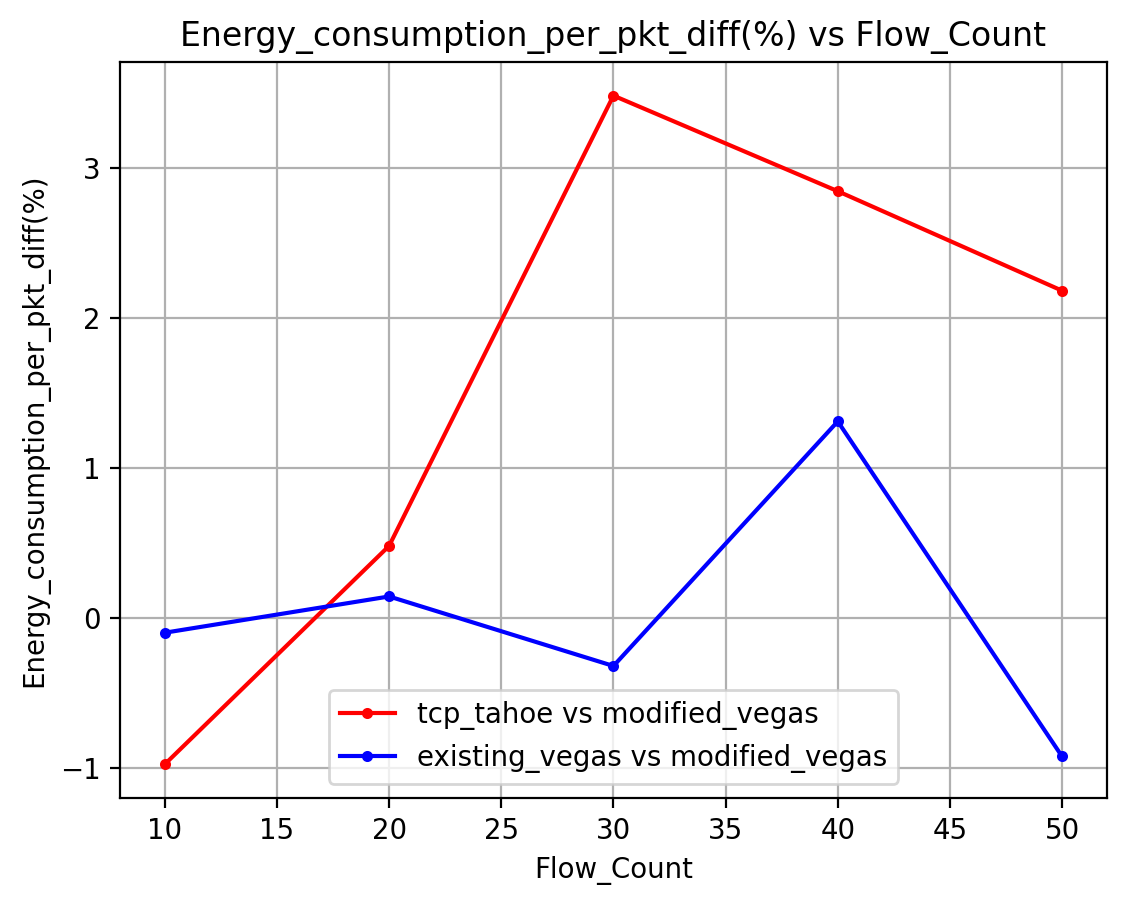 Energy_consumption_per_pkt_diff(%) vs Flow_Count
Energy_consumption_per_pkt_diff(%)
3
2
1
0
−1
tcp_tahoe vs modified_vegas
existing_vegas vs modified_vegas
10 15 20 25 30 35 40 45 50
Flow_Count